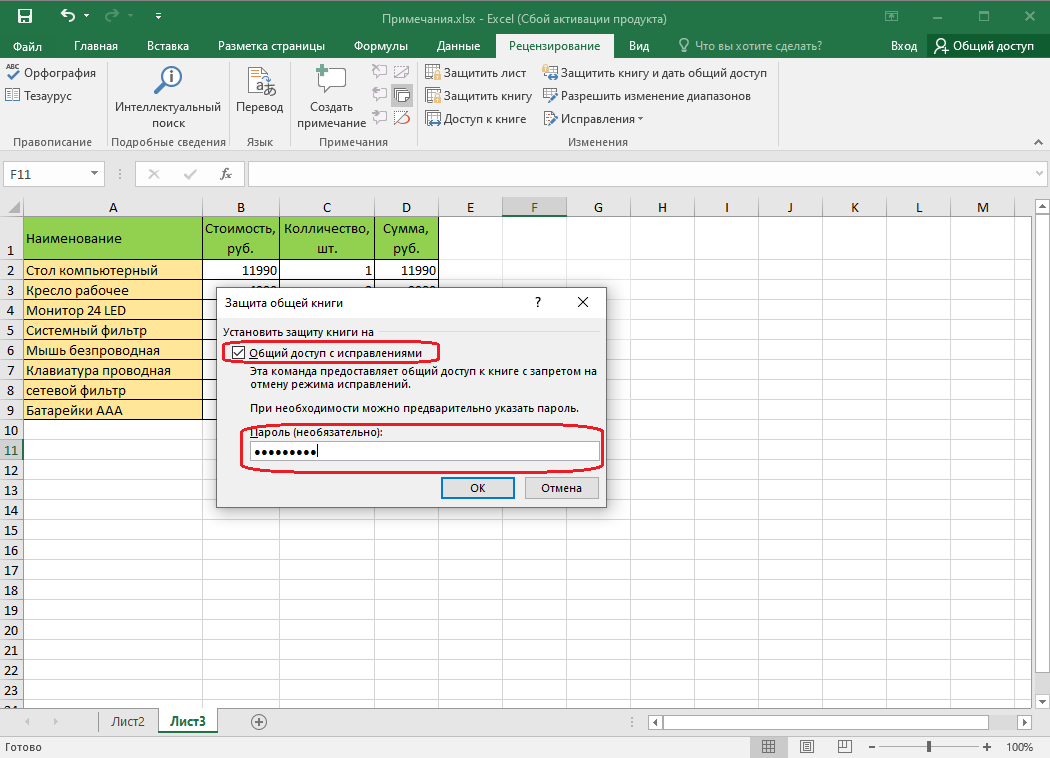 Примечания.xlsx - Excel (Сбой активации продукта)
Файл Главная Вставка Разметка страницы Формулы Данные Рецензирование Вид Что вы хотите сделать? Вход Общий доступ
ABC
Орфография
Тезаурус
Правописание
Интеллектуальный
поиск
Подробные сведения
Перевод
Язык
Создать
примечание
Примечания
Защитить лист
Защитить книгу
Доступ к книге
Защитить книгу и дать общий доступ
Разрешить изменение диапазонов
Исправления
Изменения
F11
fx
A B C D E F G H I J K L M
1 Наименование Стоимость, руб. Колличество, шт. Сумма, руб.
2 Стол компьютерный 11990 1 11990
3 Кресло рабочее
4 Монитор 24 LED
5 Системный фильтр
6 Мышь безпроводная
7 Клавиатура проводная
8 сетевой фильтр
9 Батарейки AAA
10
11
12
13
14
15
16
17
18
19
20
21
22
23
Защита общей книги ?
Установить защиту книги на
Общий доступ с исправлениями
Эта команда предоставляет общий доступ к книге с запретом на
отмену режима исправлений.
При необходимости можно предварительно указать пароль.
Пароль (необязательно):
●●●●●●●●●
ОК Отмена
Лист2 Лист3
Готово 100%